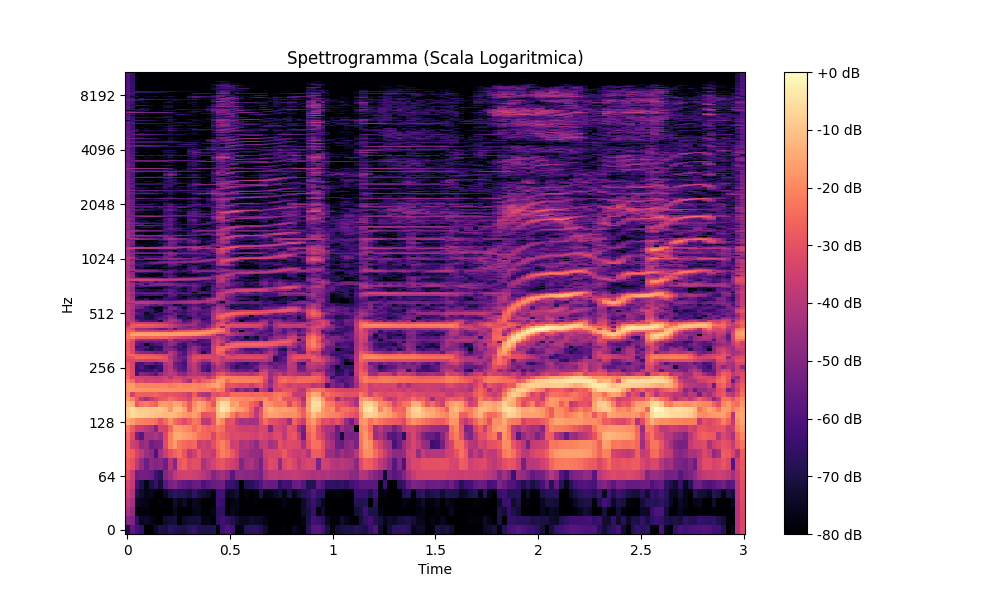 Spettrogramma (Scala Logaritmica)
8192
4096
2048
1024
512
256
128
64
0
Hz
0
0.5
1
1.5
2
2.5
3
Time
+0 dB
-10 dB
-20 dB
-30 dB
-40 dB
-50 dB
-60 dB
-70 dB
-80 dB